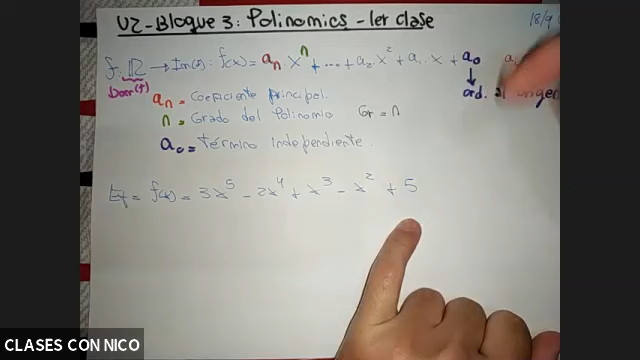 U2-Bloque 3: Polinomios - 1er clase
18/9
f: ℝ → Im(f): f(x) = aₙ . xⁿ + ... + a₂ x² + a₁ . x + a₀
Dom(f)
ord. al
aₙ = Coeficiente principal.
n = Grado del Polinomio Gr = n
a₀ = Término independiente.
Ej = f(x) = 3x⁵ - 2x⁴ + x³ - x² + 5
CLASES CON NICO